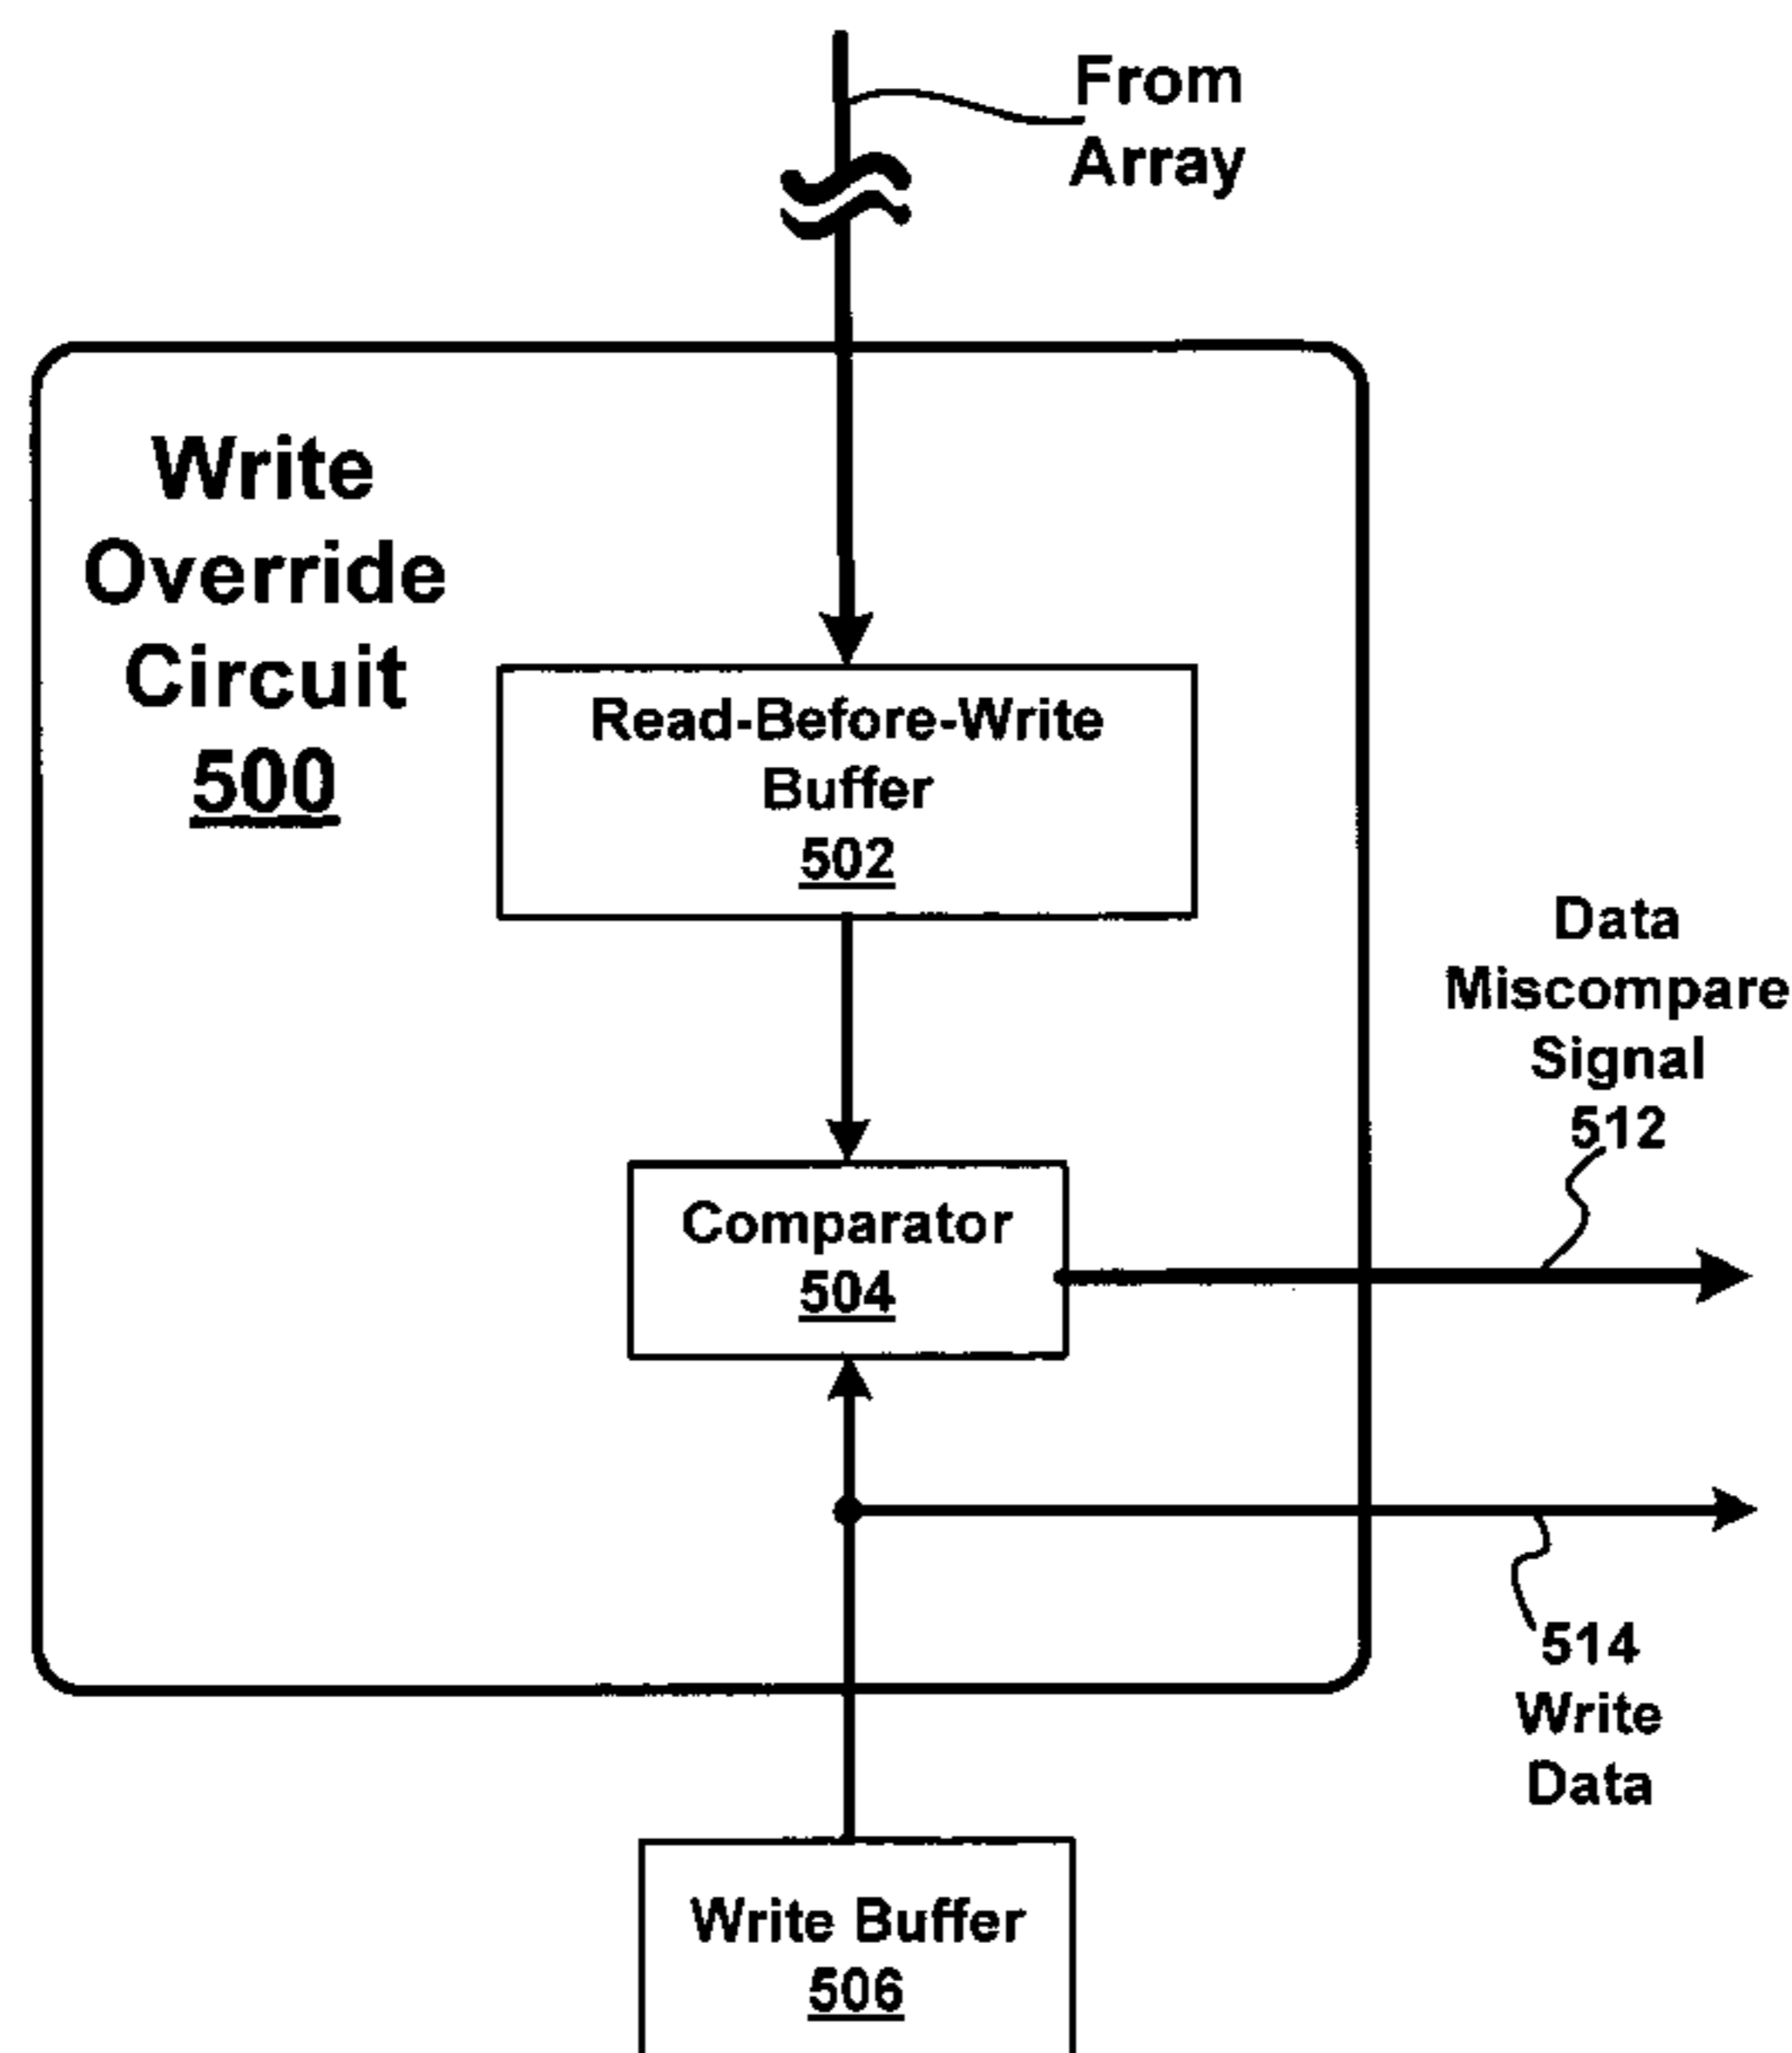 From
Array
Write
Override
Circuit
500
Read-Before-Write
Buffer
502
Data
Miscompare
Signal
512
Comparator
504
514
Write
Data
Write Buffer
506